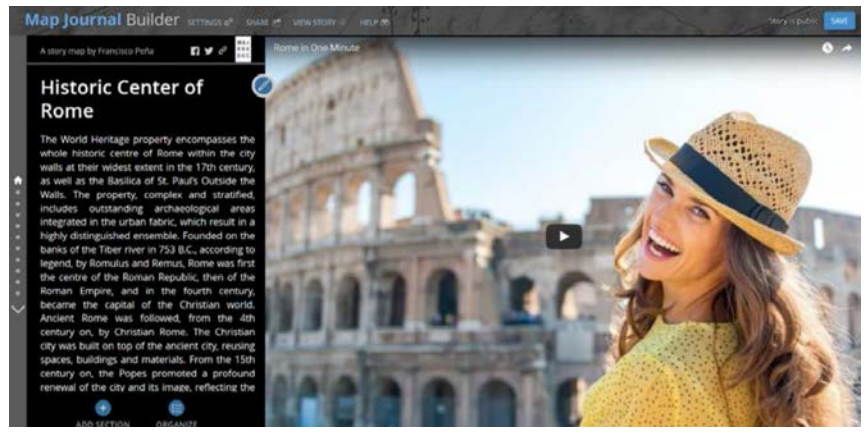 Map Journal Builder SETTINGS SHARE VIEW STORY HELP Story is public SAVE
A story map by Francisco Peña
Rome in One Minute
Historic Center of
Rome
The World Heritage property encompasses the
whole historic centre of Rome within the city
walls at their widest extent in the 17th century,
as well as the Basilica of St. Paul's Outside the
Walls. The property, complex and stratified,
includes outstanding archaeological areas
integrated in the urban fabric, which result in a
highly distinguished ensemble. Founded on the
banks of the Tiber river in 753 B.C., according to
legend, by Romulus and Remus, Rome was first
the centre of the Roman Republic, then of the
Roman Empire, and in the fourth century,
became the capital of the Christian world.
Ancient Rome was followed, from the 4th
century on, by Christian Rome. The Christian
city was built on top of the ancient city, reusing
spaces, buildings and materials. From the 15th
century on, the Popes promoted a profound
renewal of the city and its image, reflecting the
ADD SECTION ORGANIZE